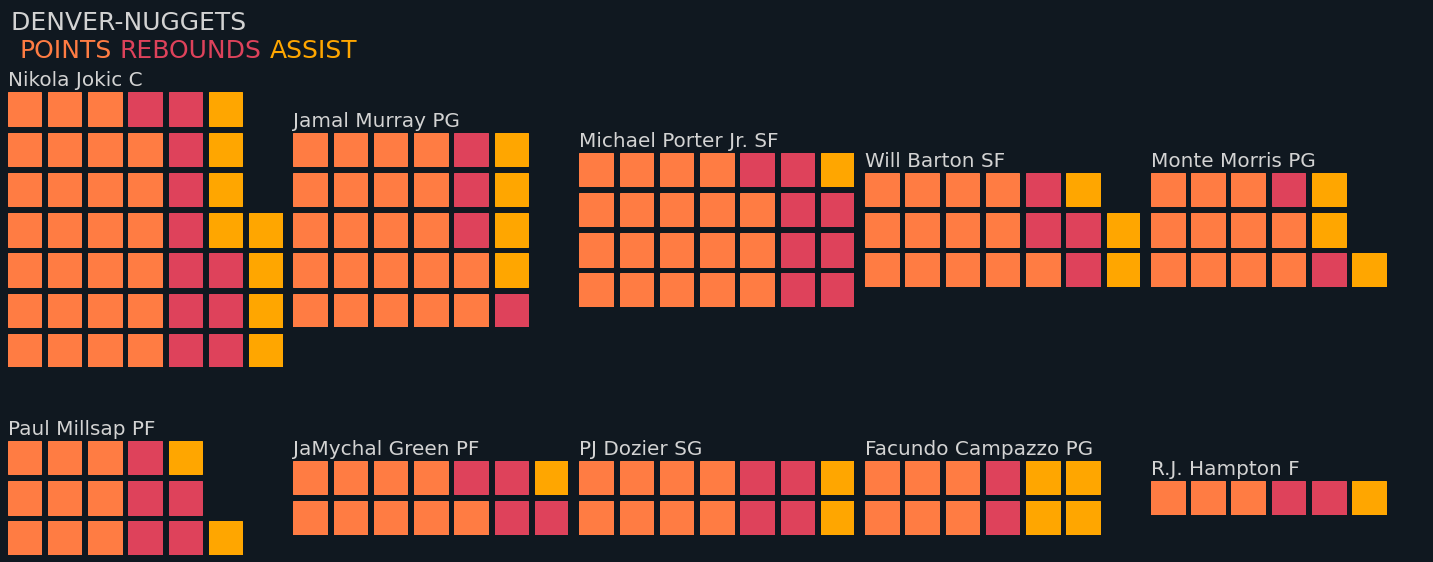 DENVER-NUGGETS
POINTS REBOUNDS ASSIST
Nikola Jokic C
Jamal Murray PG
Michael Porter Jr. SF
Will Barton SF
Monte Morris PG
Paul Millsap PF
JaMychal Green PF
PJ Dozier SG
Facundo Campazzo PG
R.J. Hampton F